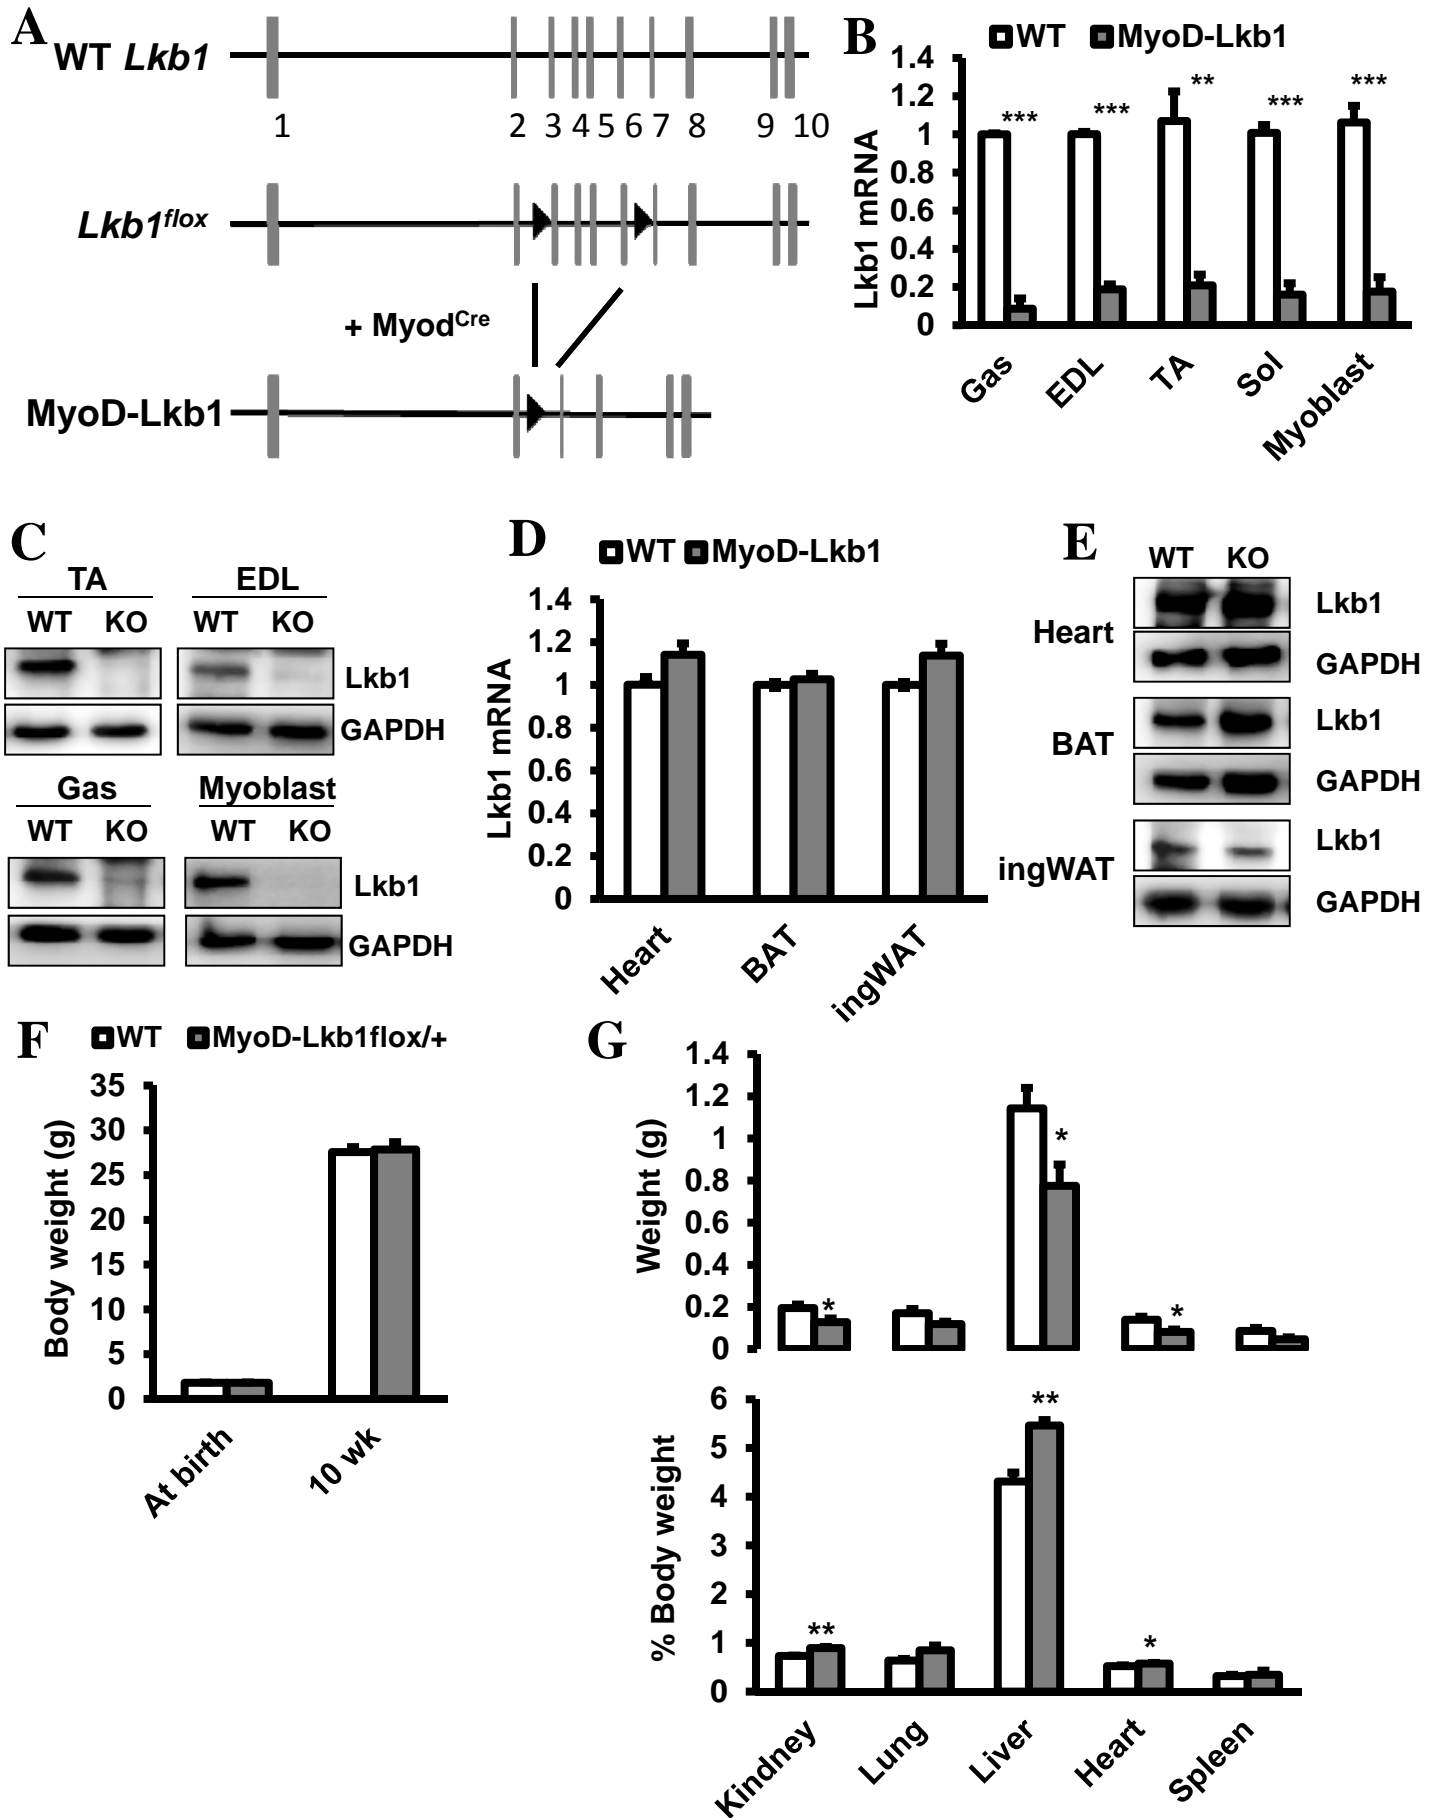 A
WT Lkb1
1 2 3 4 5 6 7 8 9 10
Lkb1flox
+ MyodCre
MyoD-Lkb1
B
WT MyoD-Lkb1
Lkb1 mRNA
1.4
1.2
1
0.8
0.6
0.4
0.2
0
*** *** ** *** ***
Gas EDL TA Sol Myoblast
C
TA EDL
WT KO WT KO
Lkb1
GAPDH
Gas Myoblast
WT KO WT KO
Lkb1
GAPDH
D
WT MyoD-Lkb1
Lkb1 mRNA
1.4
1.2
1
0.8
0.6
0.4
0.2
0
Heart BAT ingWAT
E
WT KO
Heart
Lkb1
GAPDH
BAT
Lkb1
GAPDH
ingWAT
Lkb1
GAPDH
F
WT MyoD-Lkb1flox/+
Body weight (g)
35
30
25
20
15
10
5
0
At birth 10 wk
G
Weight (g)
1.4
1.2
1
0.8
0.6
0.4
0.2
0
* * *
% Body weight
6
5
4
3
2
1
0
** ** *
Kindney Lung Liver Heart Spleen